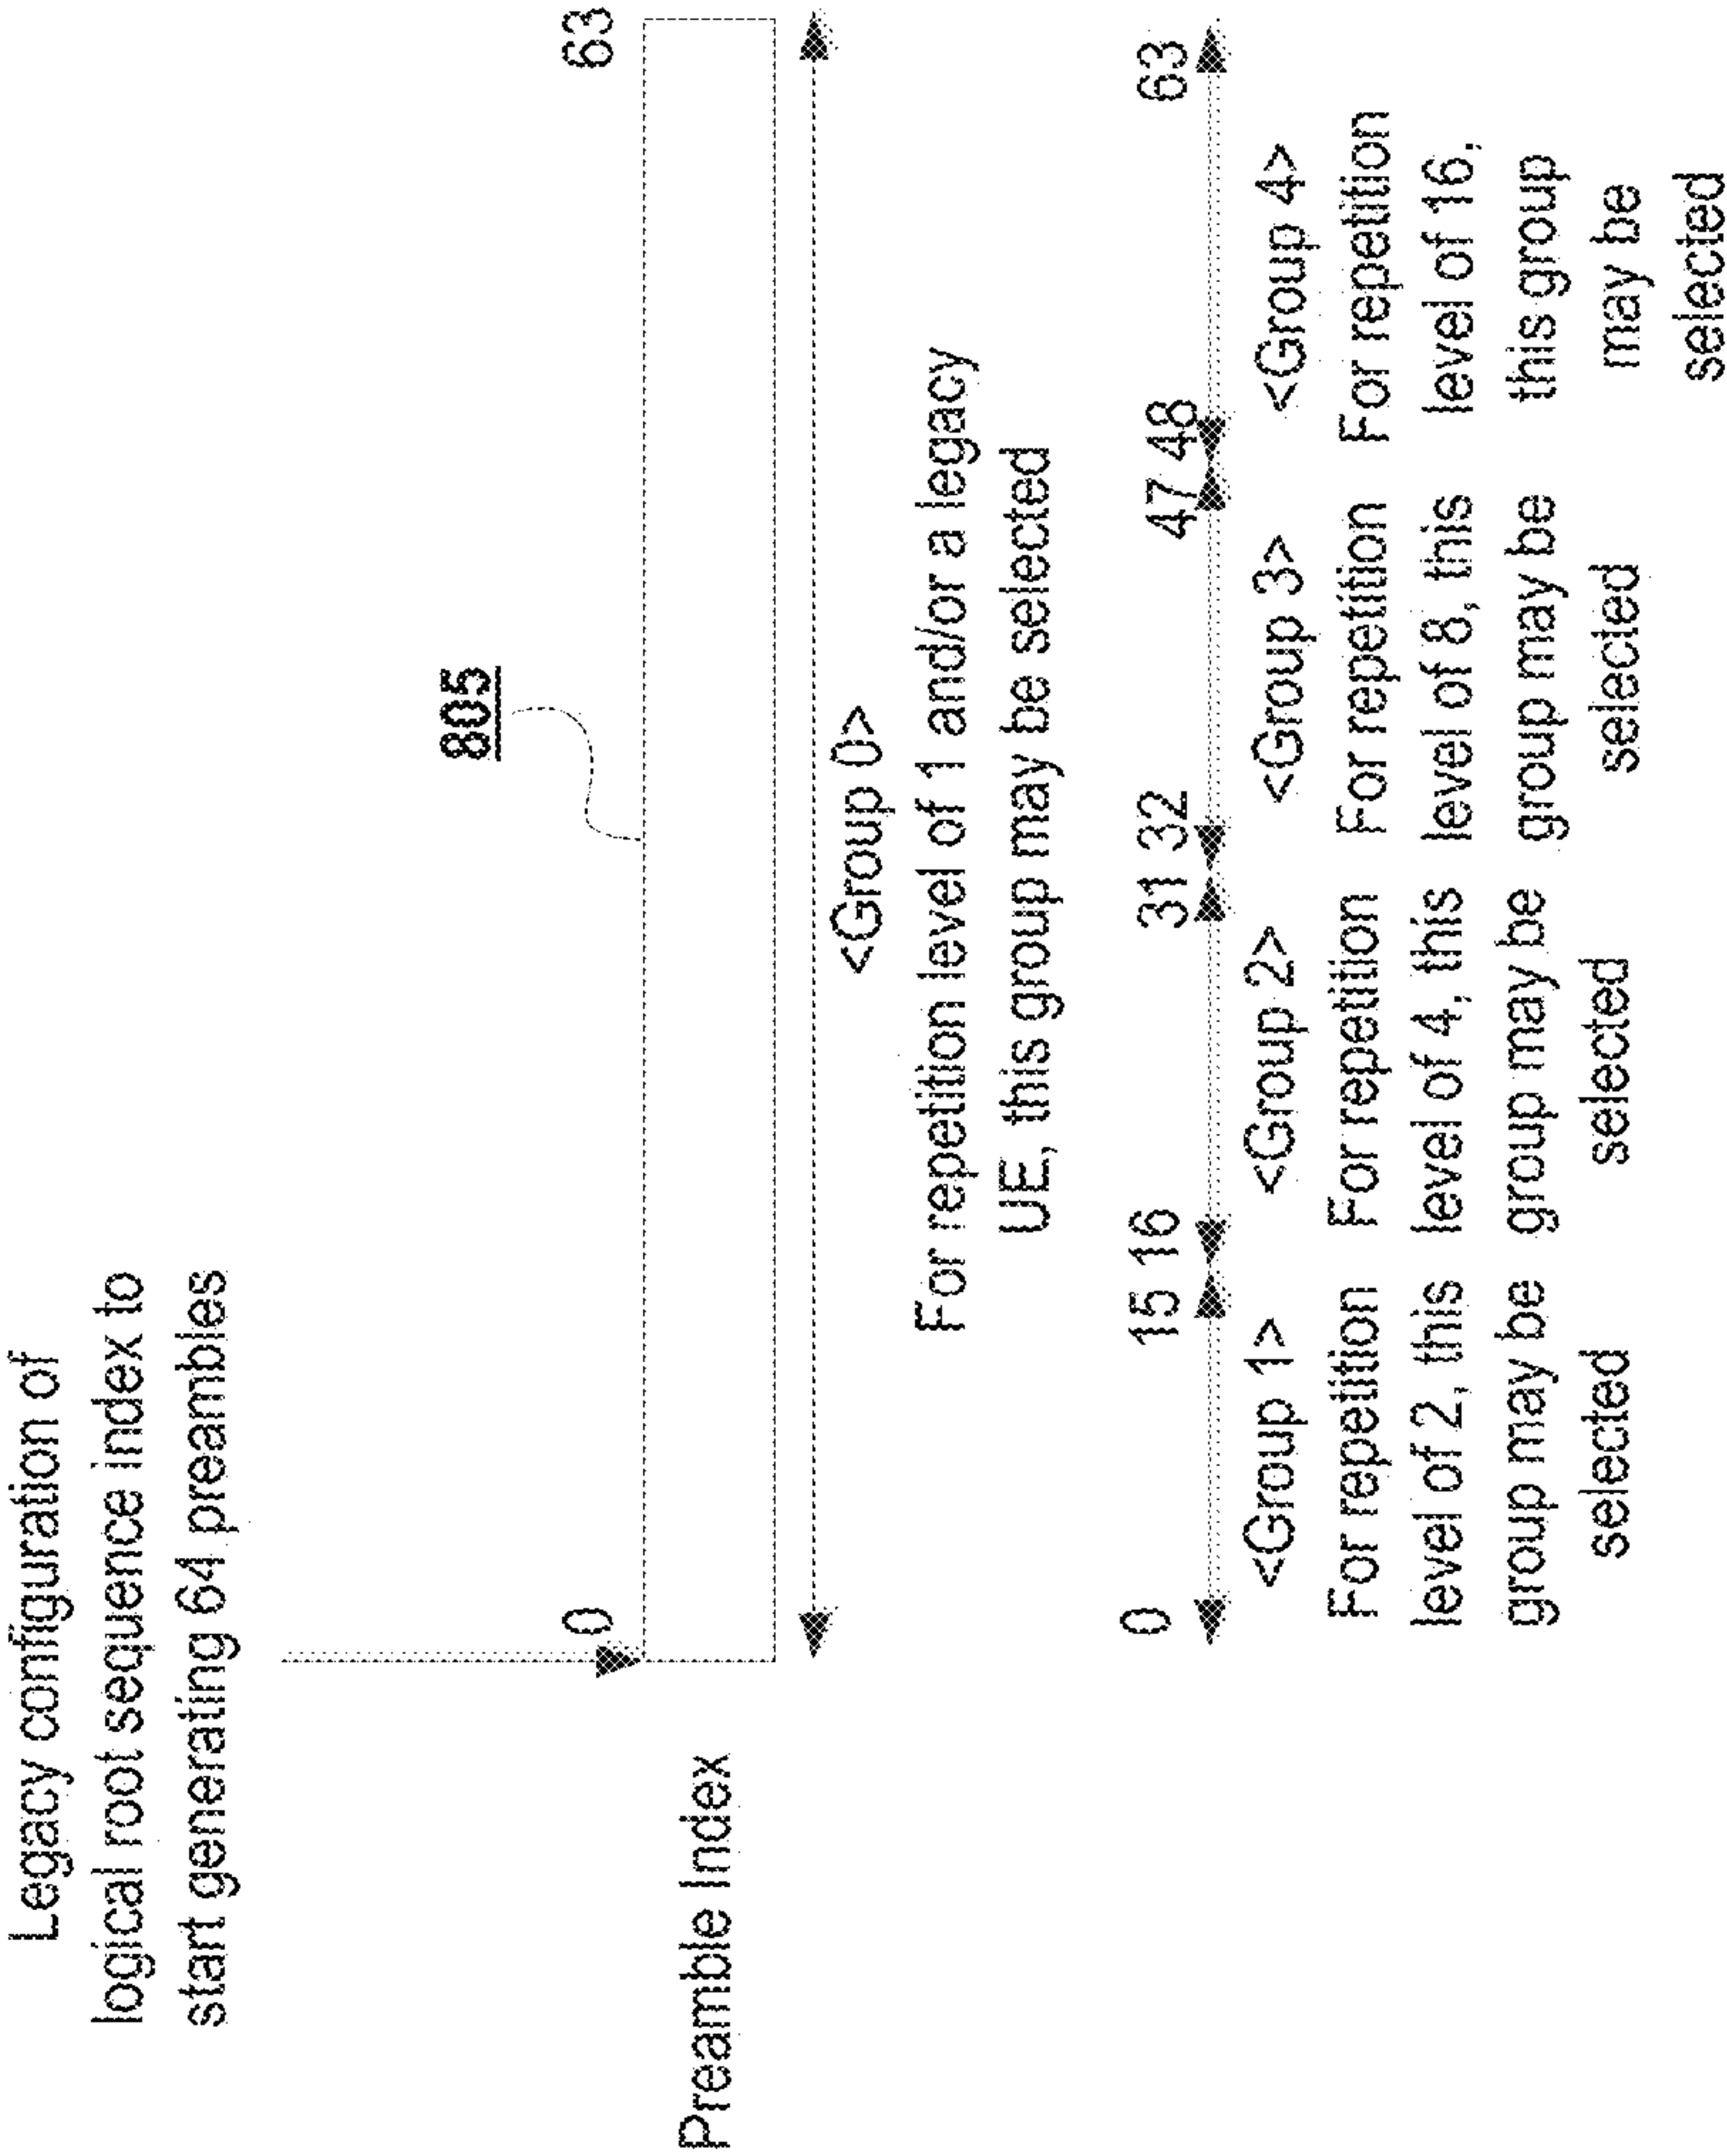 Legacy configuration of
logical root sequence index to
start generating 64 preambles
805
0
63
Preamble Index
<Group 0>
For repetition level of 1 and/or a legacy
UE, this group may be selected
0
15 16
31 32
47 48
63
<Group 1>
For repetition
level of 2, this
group may be
selected
<Group 2>
For repetition
level of 4, this
group may be
selected
<Group 3>
For repetition
level of 8, this
group may be
selected
<Group 4>
For repetition
level of 16,
this group
may be
selected